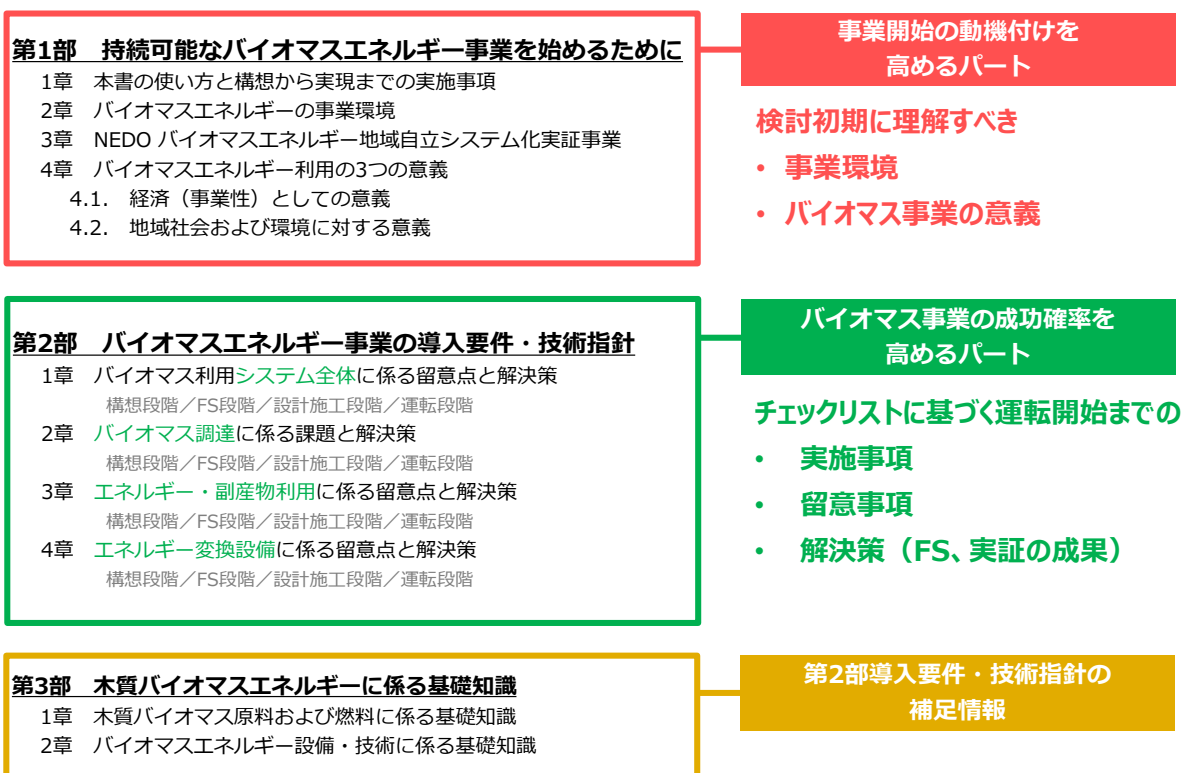 第1部　持続可能なバイオマスエネルギー事業を始めるために
1章　本書の使い方と構想から実現までの実施事項
2章　バイオマスエネルギーの事業環境
3章　NEDO バイオマスエネルギー地域自立システム化実証事業
4章　バイオマスエネルギー利用の3つの意義
4.1.　経済（事業性）としての意義
4.2.　地域社会および環境に対する意義
事業開始の動機付けを
高めるパート
検討初期に理解すべき
• 事業環境
• バイオマス事業の意義
第2部　バイオマスエネルギー事業の導入要件・技術指針
1章　バイオマス利用システム全体に係る留意点と解決策
構想段階／FS段階／設計施工段階／運転段階
2章　バイオマス調達に係る課題と解決策
構想段階／FS段階／設計施工段階／運転段階
3章　エネルギー・副産物利用に係る留意点と解決策
構想段階／FS段階／設計施工段階／運転段階
4章　エネルギー変換設備に係る留意点と解決策
構想段階／FS段階／設計施工段階／運転段階
バイオマス事業の成功確率を
高めるパート
チェックリストに基づく運転開始までの
• 実施事項
• 留意事項
• 解決策（FS、実証の成果）
第3部　木質バイオマスエネルギーに係る基礎知識
1章　木質バイオマス原料および燃料に係る基礎知識
2章　バイオマスエネルギー設備・技術に係る基礎知識
第2部導入要件・技術指針の
補足情報